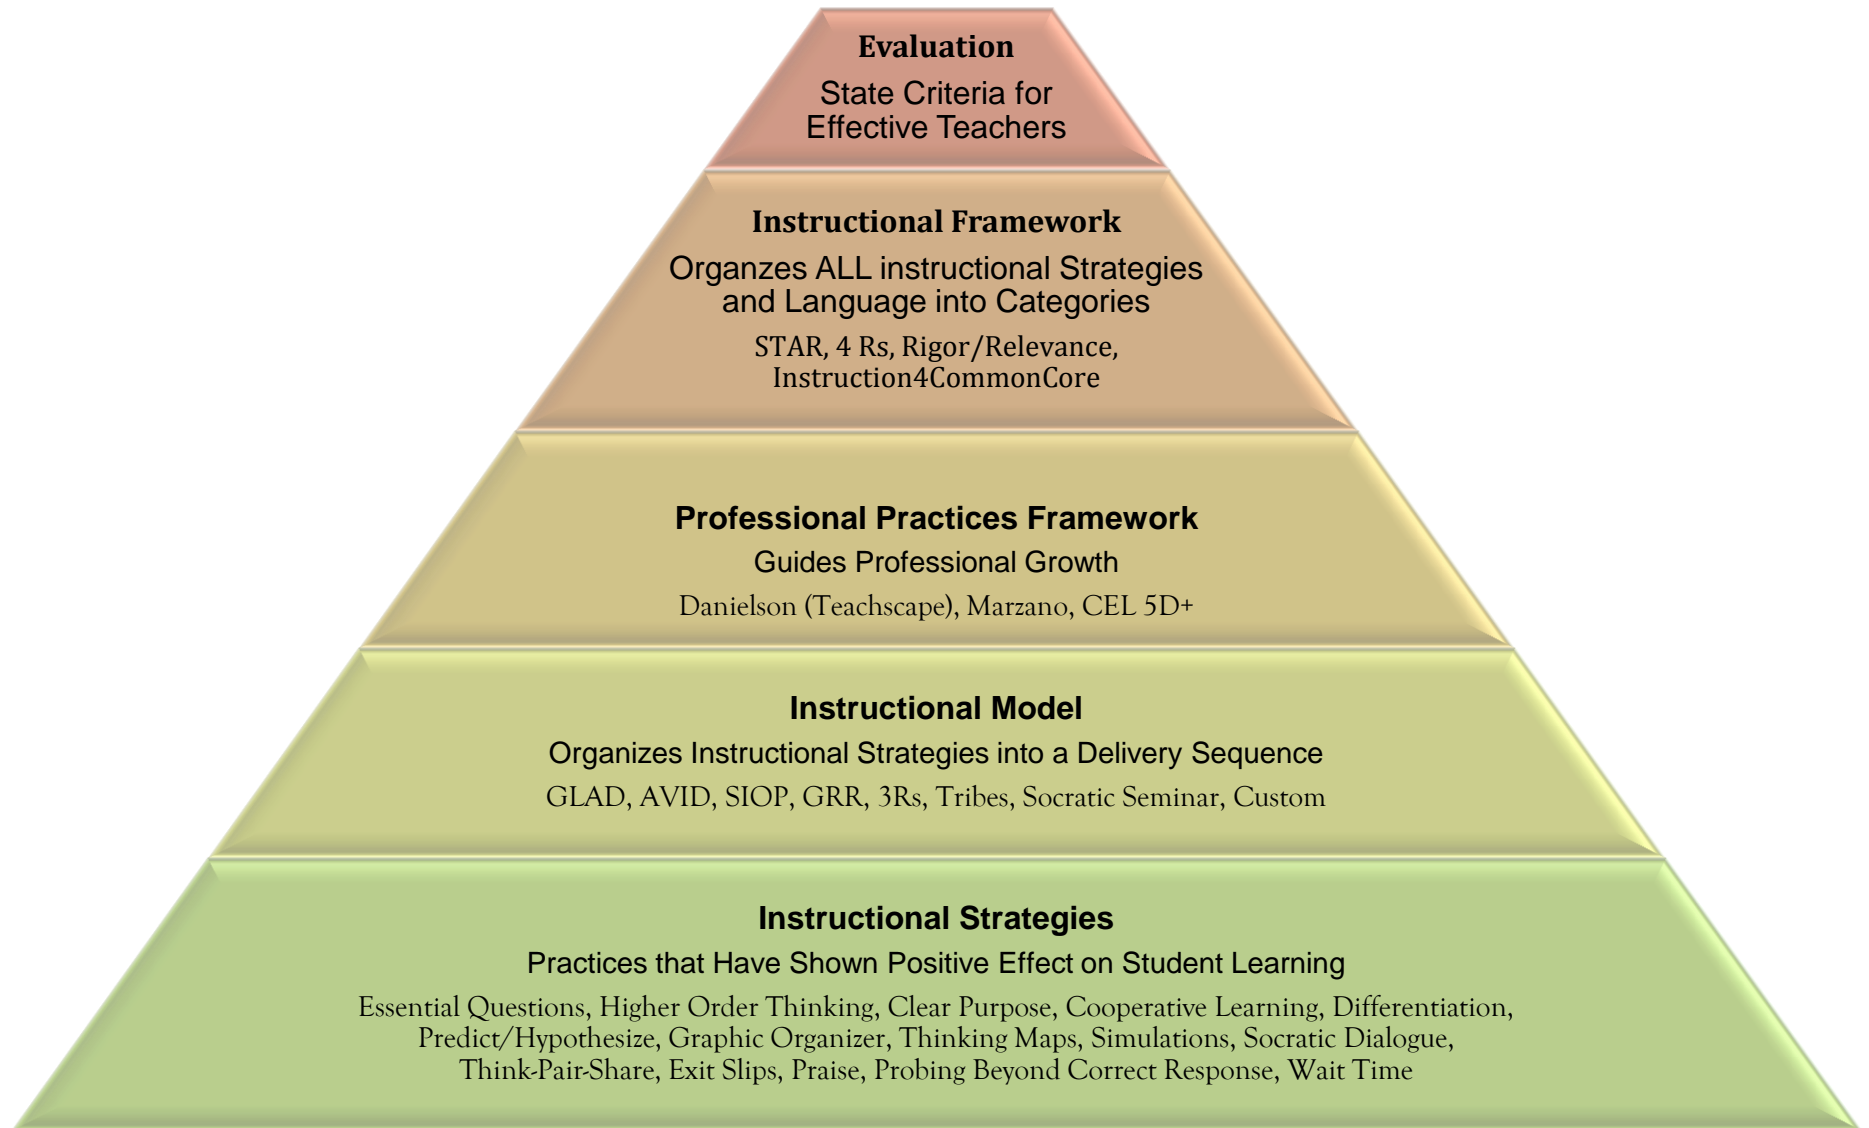 Evaluation
State Criteria for
Effective Teachers
Instructional Framework
Organzes ALL instructional Strategies
and Language into Categories
STAR, 4 Rs, Rigor/Relevance,
Instruction4CommonCore
Professional Practices Framework
Guides Professional Growth
Danielson (Teachscape), Marzano, CEL 5D+
Instructional Model
Organizes Instructional Strategies into a Delivery Sequence
GLAD, AVID, SIOP, GRR, 3Rs, Tribes, Socratic Seminar, Custom
Instructional Strategies
Practices that Have Shown Positive Effect on Student Learning
Essential Questions, Higher Order Thinking, Clear Purpose, Cooperative Learning, Differentiation,
Predict/Hypothesize, Graphic Organizer, Thinking Maps, Simulations, Socratic Dialogue,
Think-Pair-Share, Exit Slips, Praise, Probing Beyond Correct Response, Wait Time